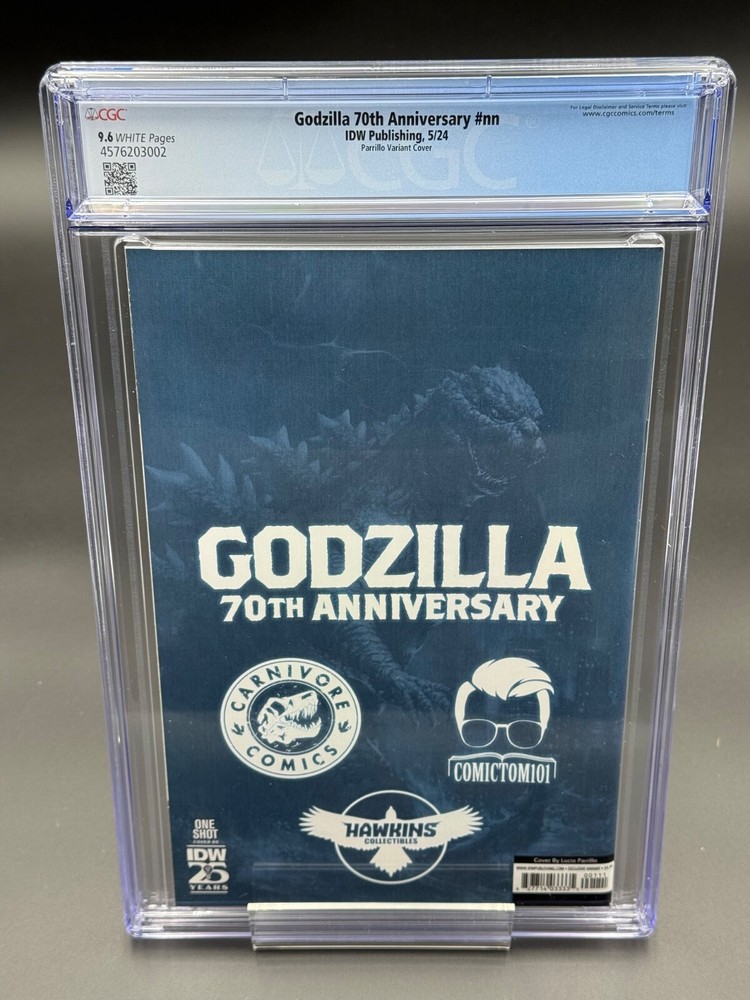 CGC
Godzilla 70th Anniversary #nn
For Legal Disclaimer and Service Terms please visit
www.cgccomics.com/terms
9.6 WHITE Pages
IDW Publishing, 5/24
4576203002
Parrillo Variant Cover
CGC
GODZILLA
70TH ANNIVERSARY
CARNIVORE
COMICS
COMICTOM101
HAWKINS
COLLECTIBLES
ONE
SHOT
IDW
25
YEARS
Cover By Lucio Parrillo
00111